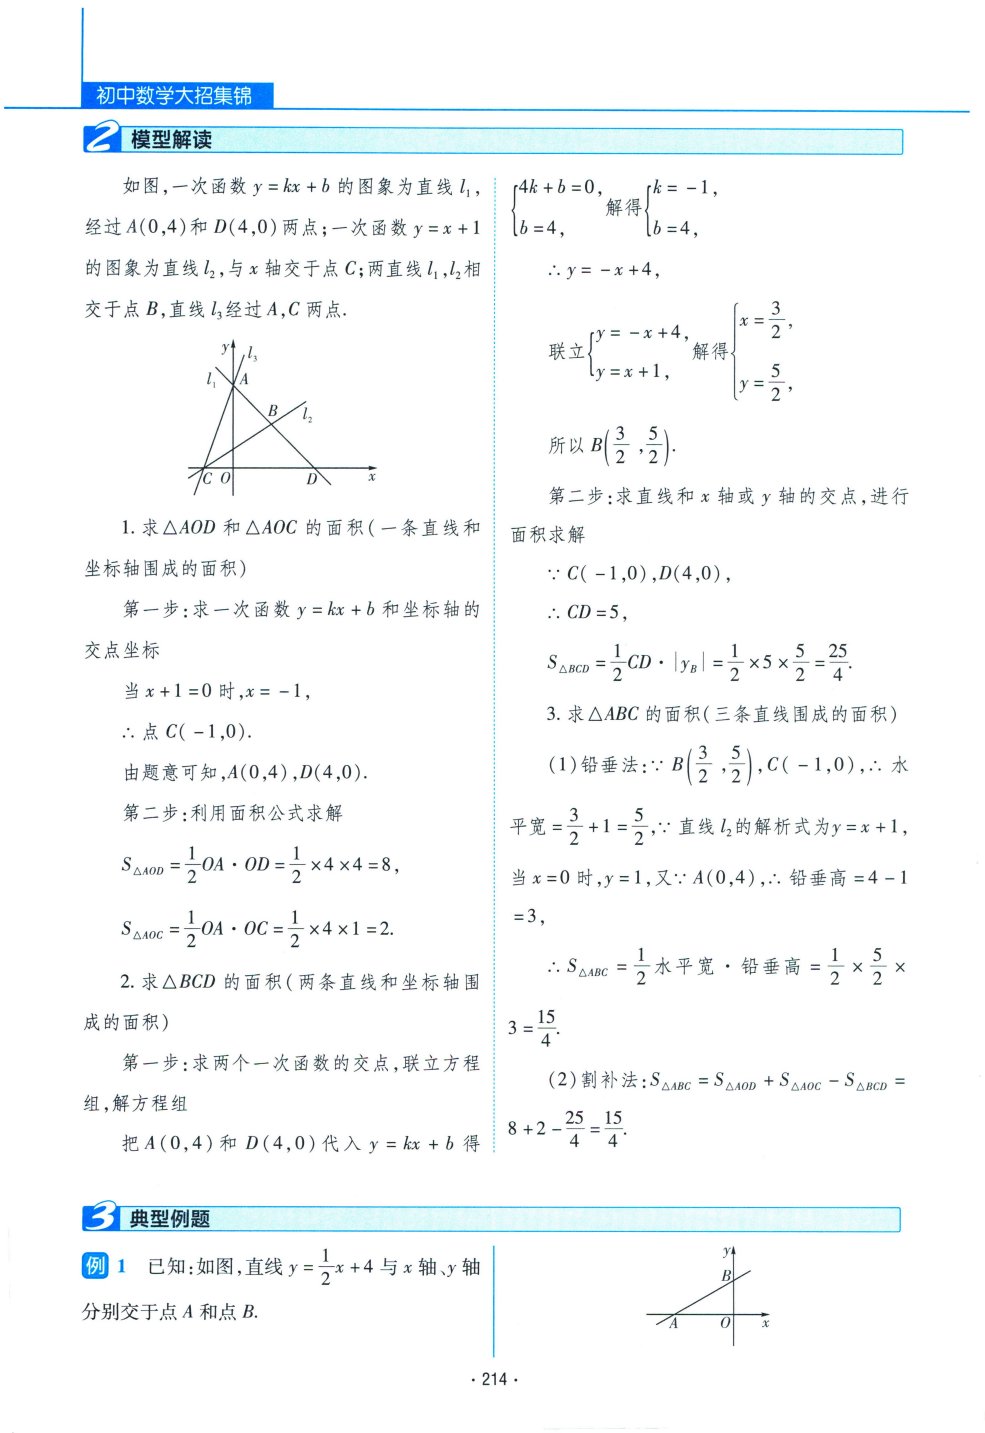 初中数学大招集锦
2 模型解读
如图,一次函数 y=kx+b 的图象为直线 l₁,
经过 A(0,4)和 D(4,0)两点;一次函数 y=x+1
的图象为直线 l₂,与 x 轴交于点 C;两直线 l₁,l₂相
交于点 B,直线 l₃经过 A,C 两点.
y l₃
l₁ A
B l₂
C O D x
1. 求△AOD 和△AOC 的面积(一条直线和
坐标轴围成的面积)
第一步:求一次函数 y=kx+b 和坐标轴的
交点坐标
当 x+1=0 时,x=-1,
∴点 C(-1,0).
由题意可知,A(0,4),D(4,0).
第二步:利用面积公式求解
S△AOD=1/2 OA·OD=1/2×4×4=8,
S△AOC=1/2 OA·OC=1/2×4×1=2.
2. 求△BCD 的面积(两条直线和坐标轴围
成的面积)
第一步:求两个一次函数的交点,联立方程
组,解方程组
把 A(0,4)和 D(4,0)代入 y=kx+b 得
{4k+b=0, b=4, 解得{k=-1, b=4,
∴y=-x+4,
联立{y=-x+4, y=x+1, 解得{x=3/2, y=5/2,
所以 B(3/2,5/2).
第二步:求直线和 x 轴或 y 轴的交点,进行
面积求解
∵C(-1,0),D(4,0),
∴CD=5,
S△BCD=1/2 CD·|yB|=1/2×5×5/2=25/4.
3. 求△ABC 的面积(三条直线围成的面积)
(1)铅垂法:∵B(3/2,5/2),C(-1,0),∴水
平宽=3/2+1=5/2,∵直线 l₂的解析式为y=x+1,
当 x=0 时,y=1,又∵A(0,4),∴铅垂高=4-1
=3,
∴S△ABC=1/2水平宽·铅垂高=1/2×5/2×
3=15/4.
(2)割补法:S△ABC=S△AOD+S△AOC-S△BCD=
8+2-25/4=15/4.
3 典型例题
例 1 已知:如图,直线 y=1/2 x+4 与 x 轴、y 轴
分别交于点 A 和点 B.
y
B
A O x
·214·